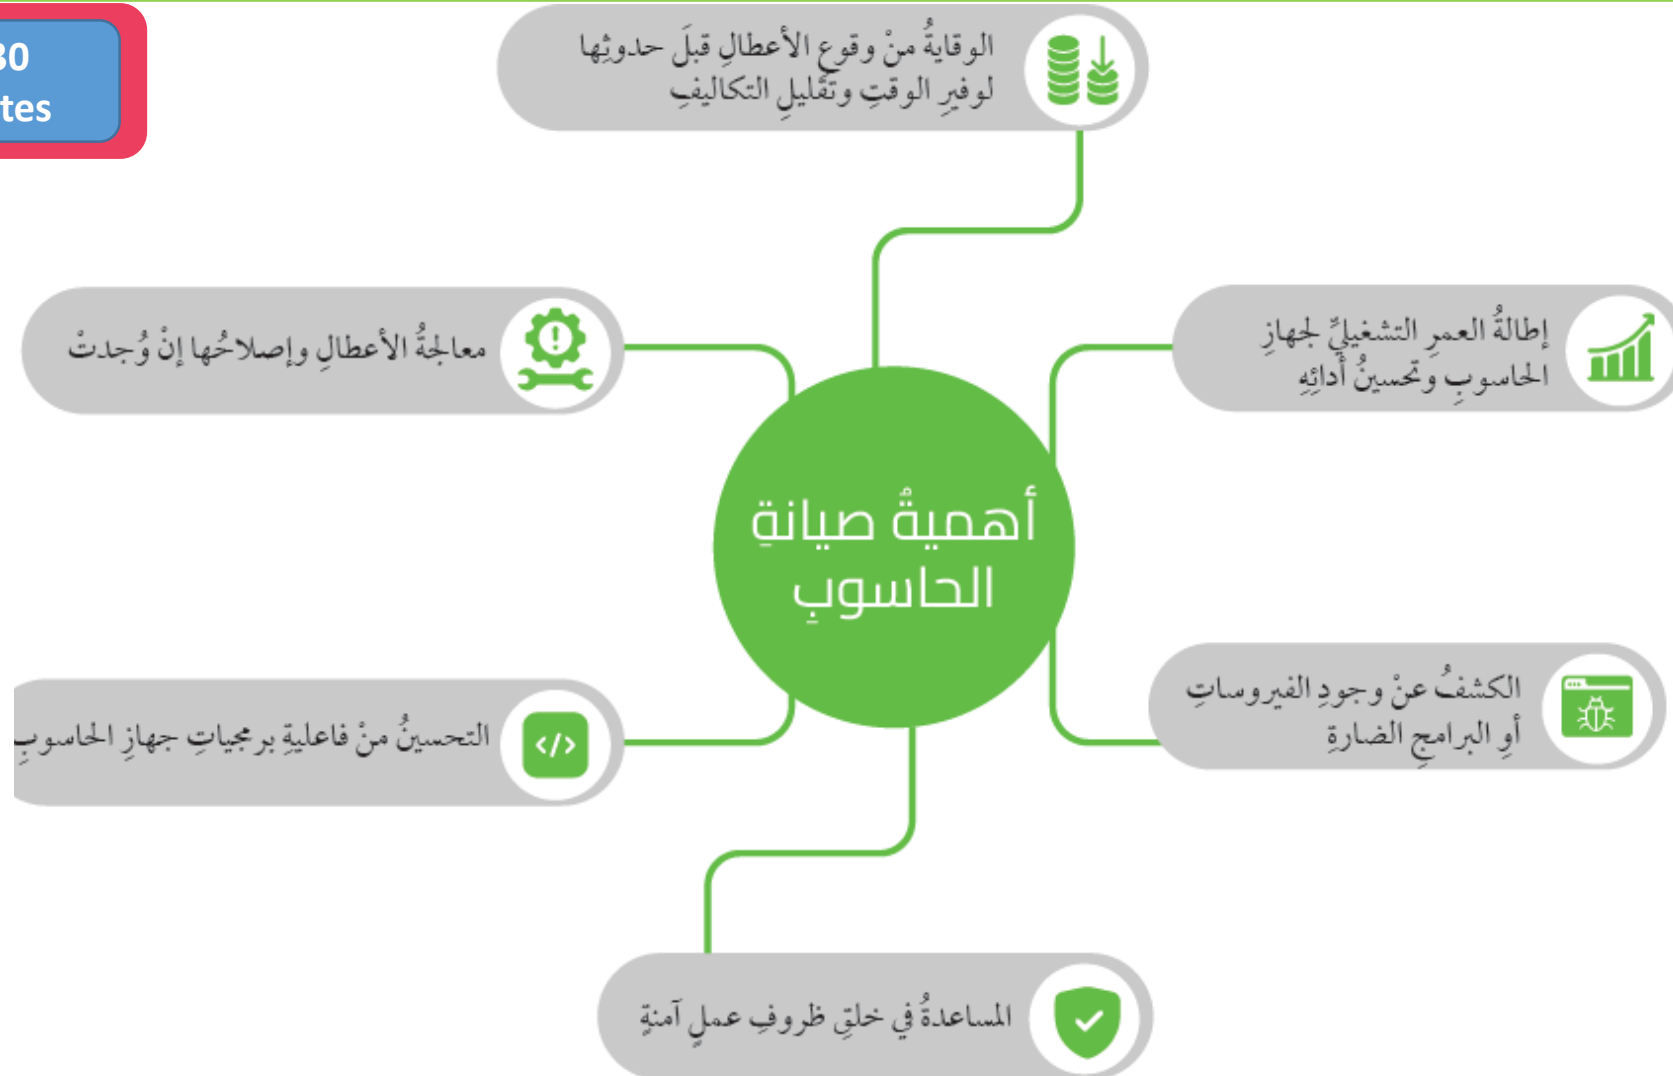 30
tes
الوقايةُ منْ وقوعِ الأعطالِ قبلَ حدوثِها
لوفيرِ الوقتِ وتقليلِ التكاليفِ
إطالةُ العمرِ التشغيليِّ لجهازِ
الحاسوبِ وتحسينُ أدائِهِ
معالجةُ الأعطالِ وإصلاحُها إنْ وُجدتْ
أهميةُ صيانةِ
الحاسوبِ
الكشفُ عنْ وجودِ الفيروساتِ
أوِ البرامجِ الضارةِ
التحسينُ منْ فاعليةِ برمجياتِ جهازِ الحاسوبِ
</>
المساعدةُ في خلقِ ظروفِ عملٍ آمنةٍ